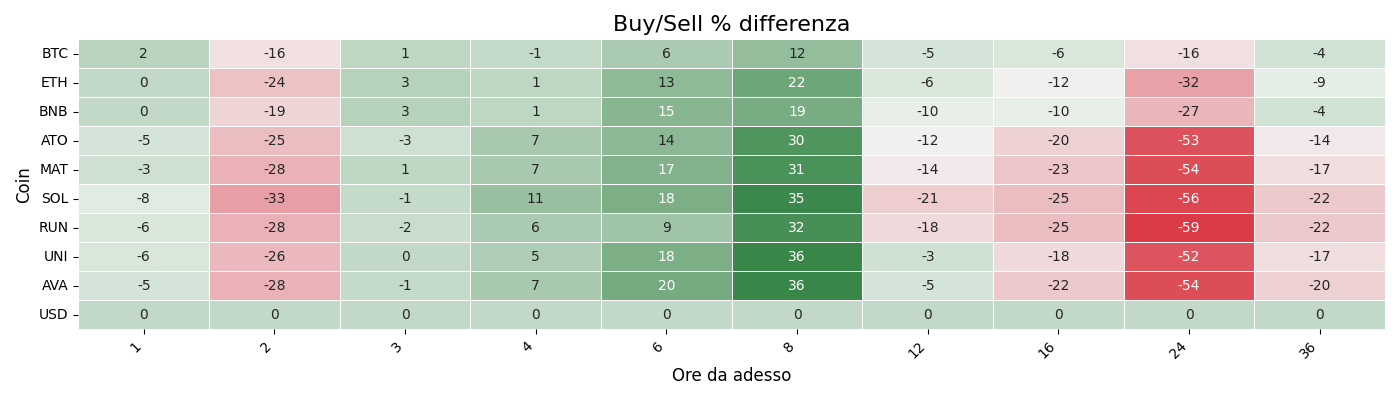 Buy/Sell % differenza
Coin
BTC 2 -16 1 -1 6 12 -5 -6 -16 -4
ETH 0 -24 3 1 13 22 -6 -12 -32 -9
BNB 0 -19 3 1 15 19 -10 -10 -27 -4
ATO -5 -25 -3 7 14 30 -12 -20 -53 -14
MAT -3 -28 1 7 17 31 -14 -23 -54 -17
SOL -8 -33 -1 11 18 35 -21 -25 -56 -22
RUN -6 -28 -2 6 9 32 -18 -25 -59 -22
UNI -6 -26 0 5 18 36 -3 -18 -52 -17
AVA -5 -28 -1 7 20 36 -5 -22 -54 -20
USD 0 0 0 0 0 0 0 0 0 0
1 2 3 4 6 8 12 16 24 36
Ore da adesso